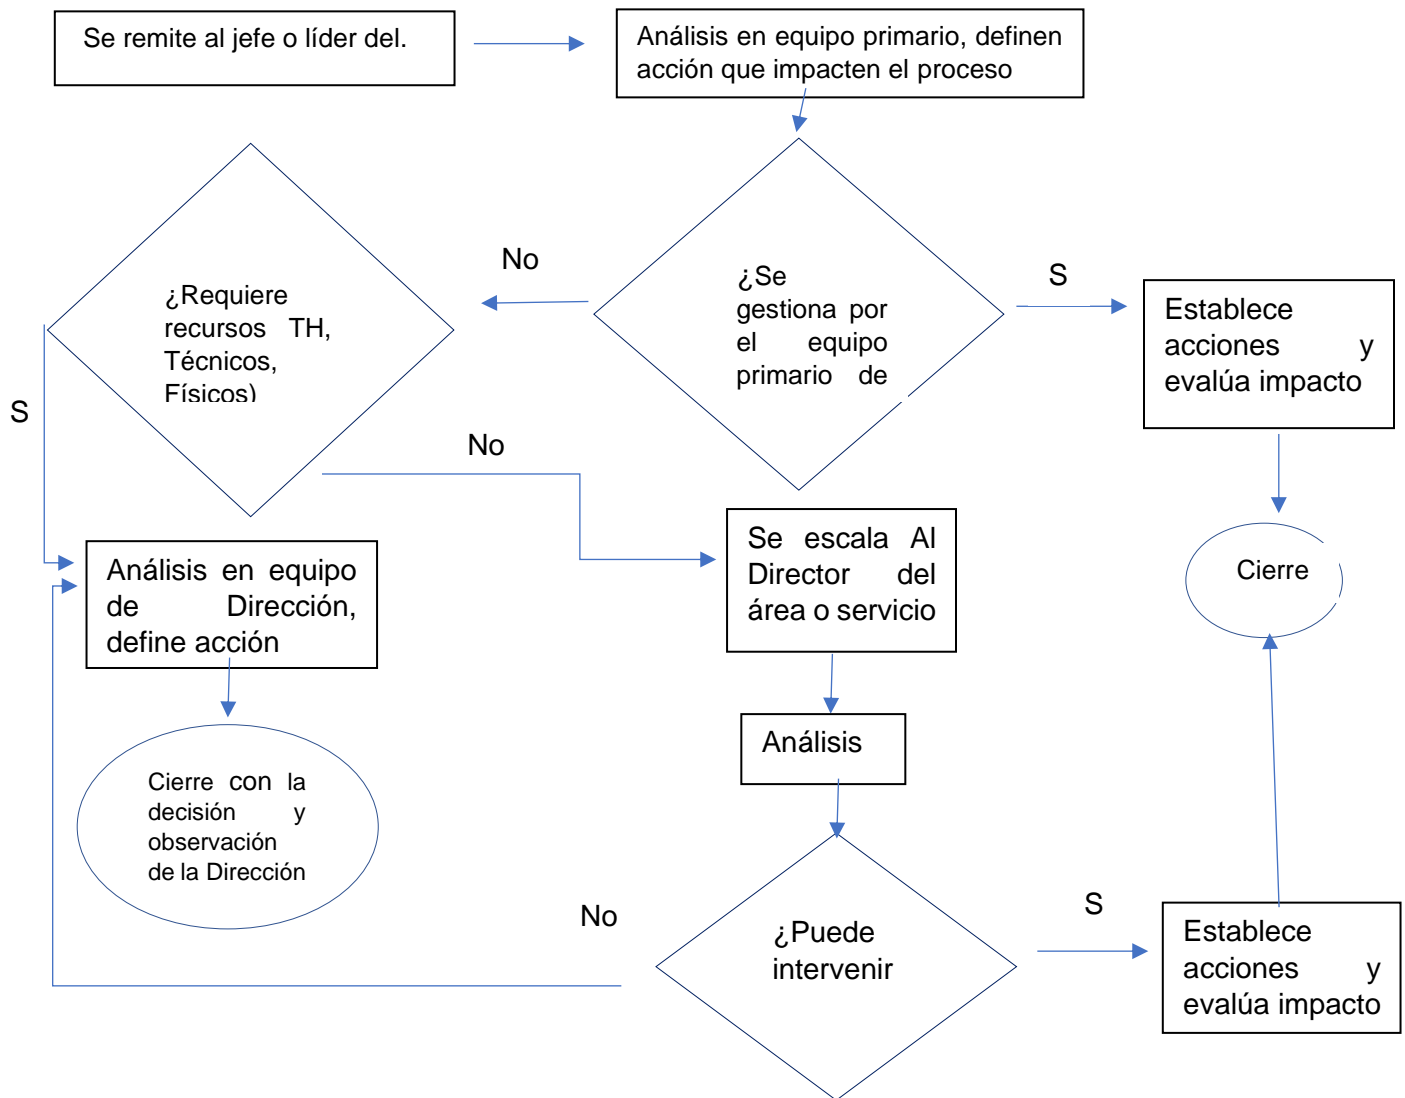 Se remite al jefe o líder del.
Análisis en equipo primario, definen
acción que impacten el proceso
No
¿Se
gestiona por
el equipo
primario de
S
¿Requiere
recursos TH,
Técnicos,
Físicos)
Establece
acciones y
evalúa impacto
S
No
Se escala Al
Director del
área o servicio
Cierre
Análisis en equipo
de Dirección,
define acción
Análisis
Cierre con la
decisión y
observación
de la Dirección
No
¿Puede
intervenir
S
Establece
acciones y
evalúa impacto